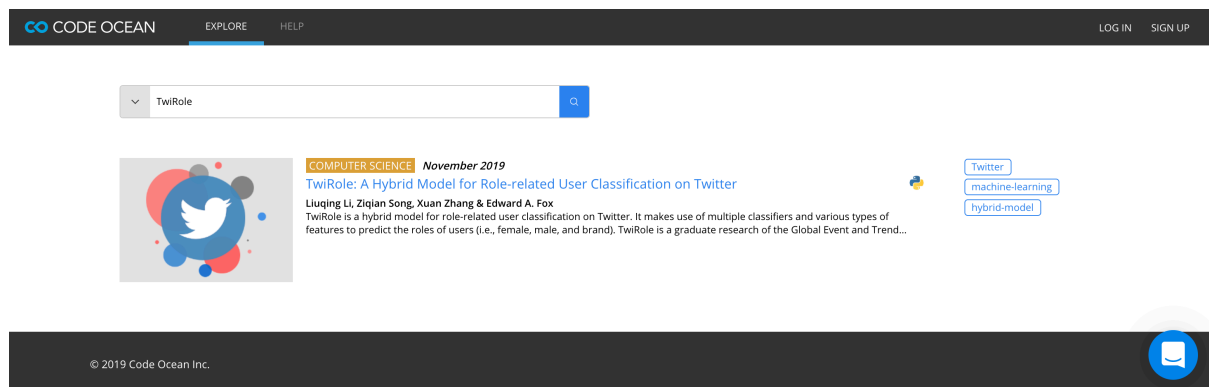 CODE OCEAN EXPLORE HELP LOG IN SIGN UP
TwiRole
COMPUTER SCIENCE November 2019
TwiRole: A Hybrid Model for Role-related User Classification on Twitter
Liuqing Li, Ziqian Song, Xuan Zhang & Edward A. Fox
TwiRole is a hybrid model for role-related user classification on Twitter. It makes use of multiple classifiers and various types of
features to predict the roles of users (i.e., female, male, and brand). TwiRole is a graduate research of the Global Event and Trend...
Twitter
machine-learning
hybrid-model
© 2019 Code Ocean Inc.